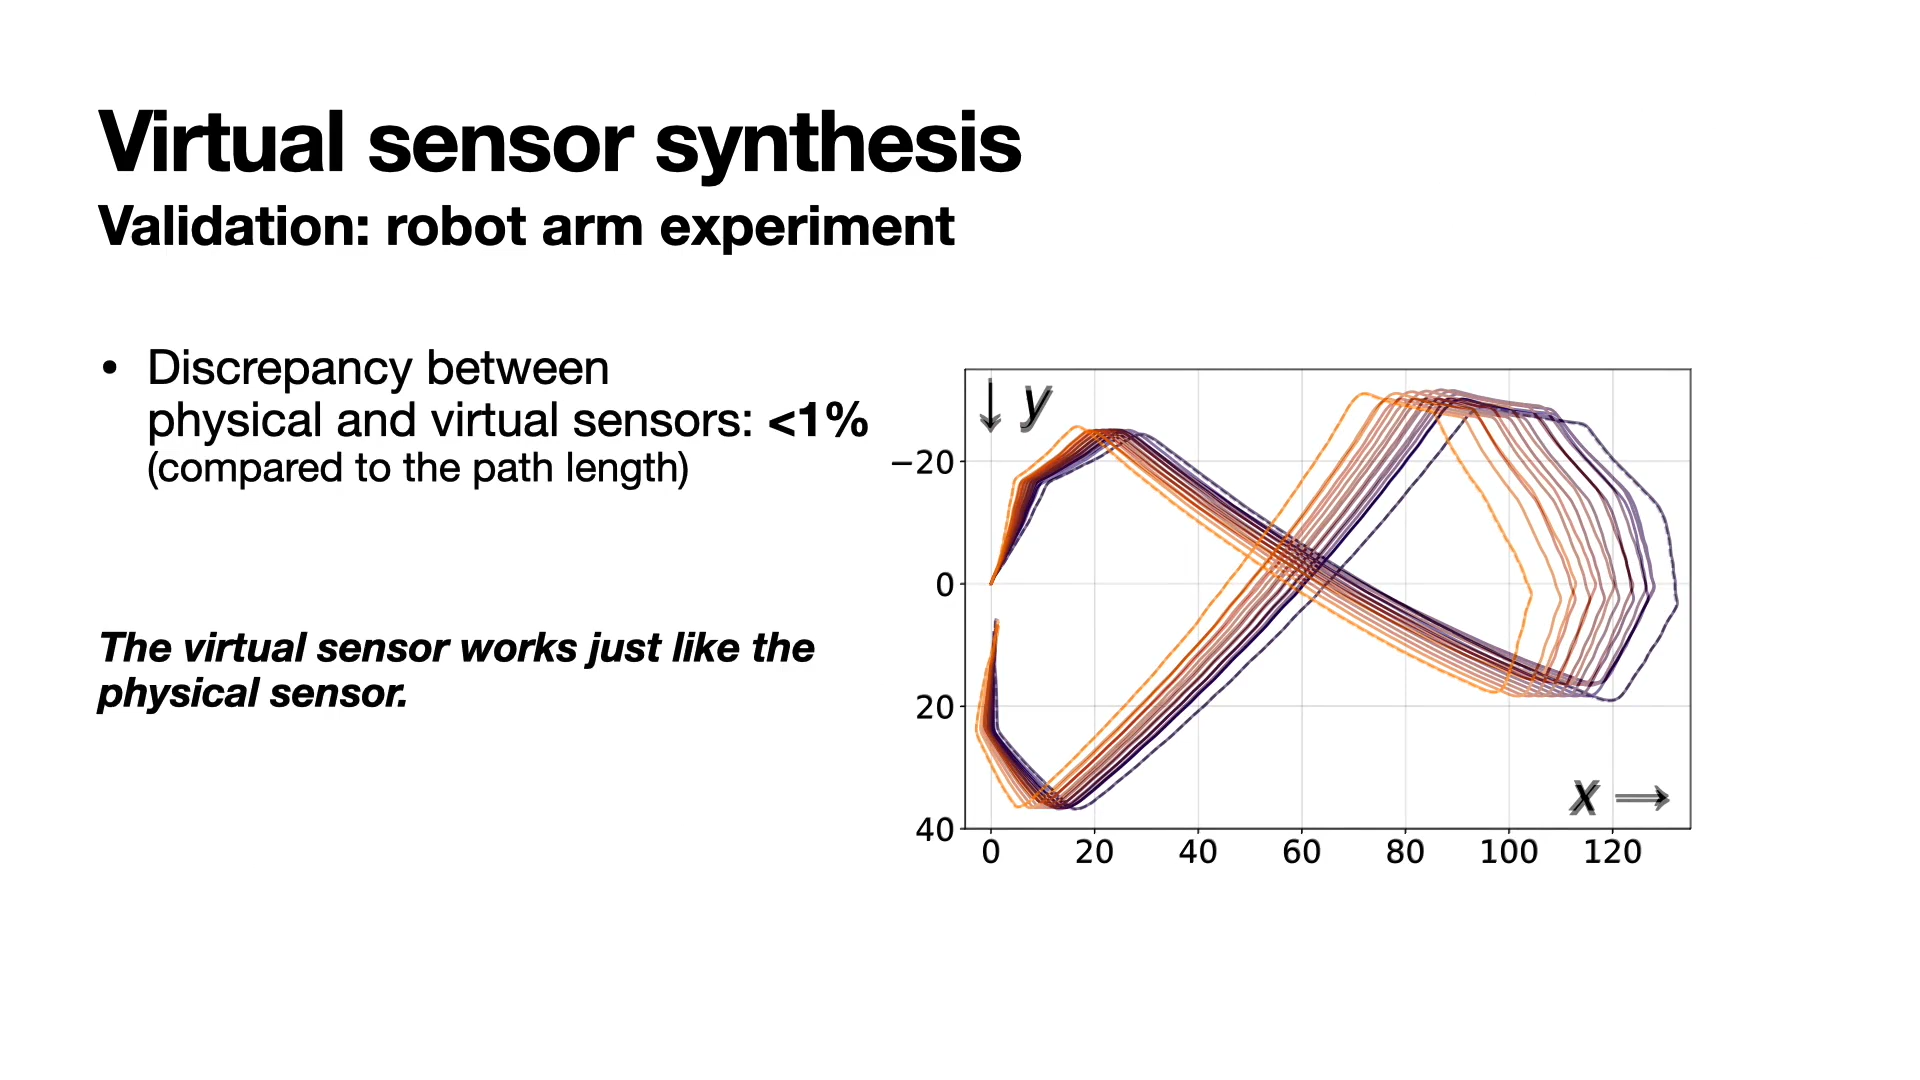 Virtual sensor synthesis
Validation: robot arm experiment
• Discrepancy between
physical and virtual sensors: <1%
(compared to the path length)
The virtual sensor works just like the
physical sensor.
↓ y
−20
0
20
40
x →
0 20 40 60 80 100 120